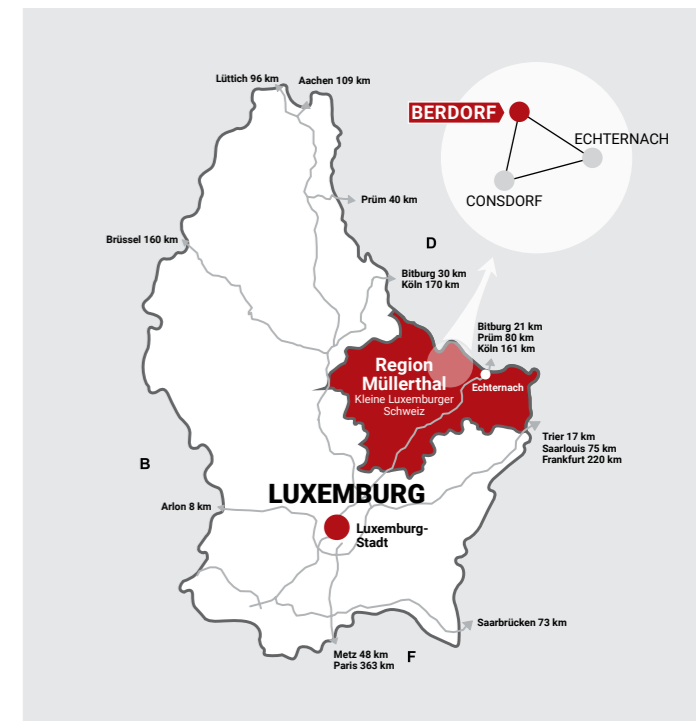 Lüttich 96 km
Aachen 109 km
BERDORF
ECHTERNACH
CONSDORF
Prüm 40 km
Brüssel 160 km
D
Bitburg 30 km
Köln 170 km
Bitburg 21 km
Prüm 80 km
Köln 161 km
Region
Müllerthal
Kleine Luxemburger
Schweiz
Echternach
Trier 17 km
Saarlouis 75 km
Frankfurt 220 km
B
LUXEMBURG
Arlon 8 km
Luxemburg-
Stadt
Saarbrücken 73 km
Metz 48 km
Paris 363 km
F